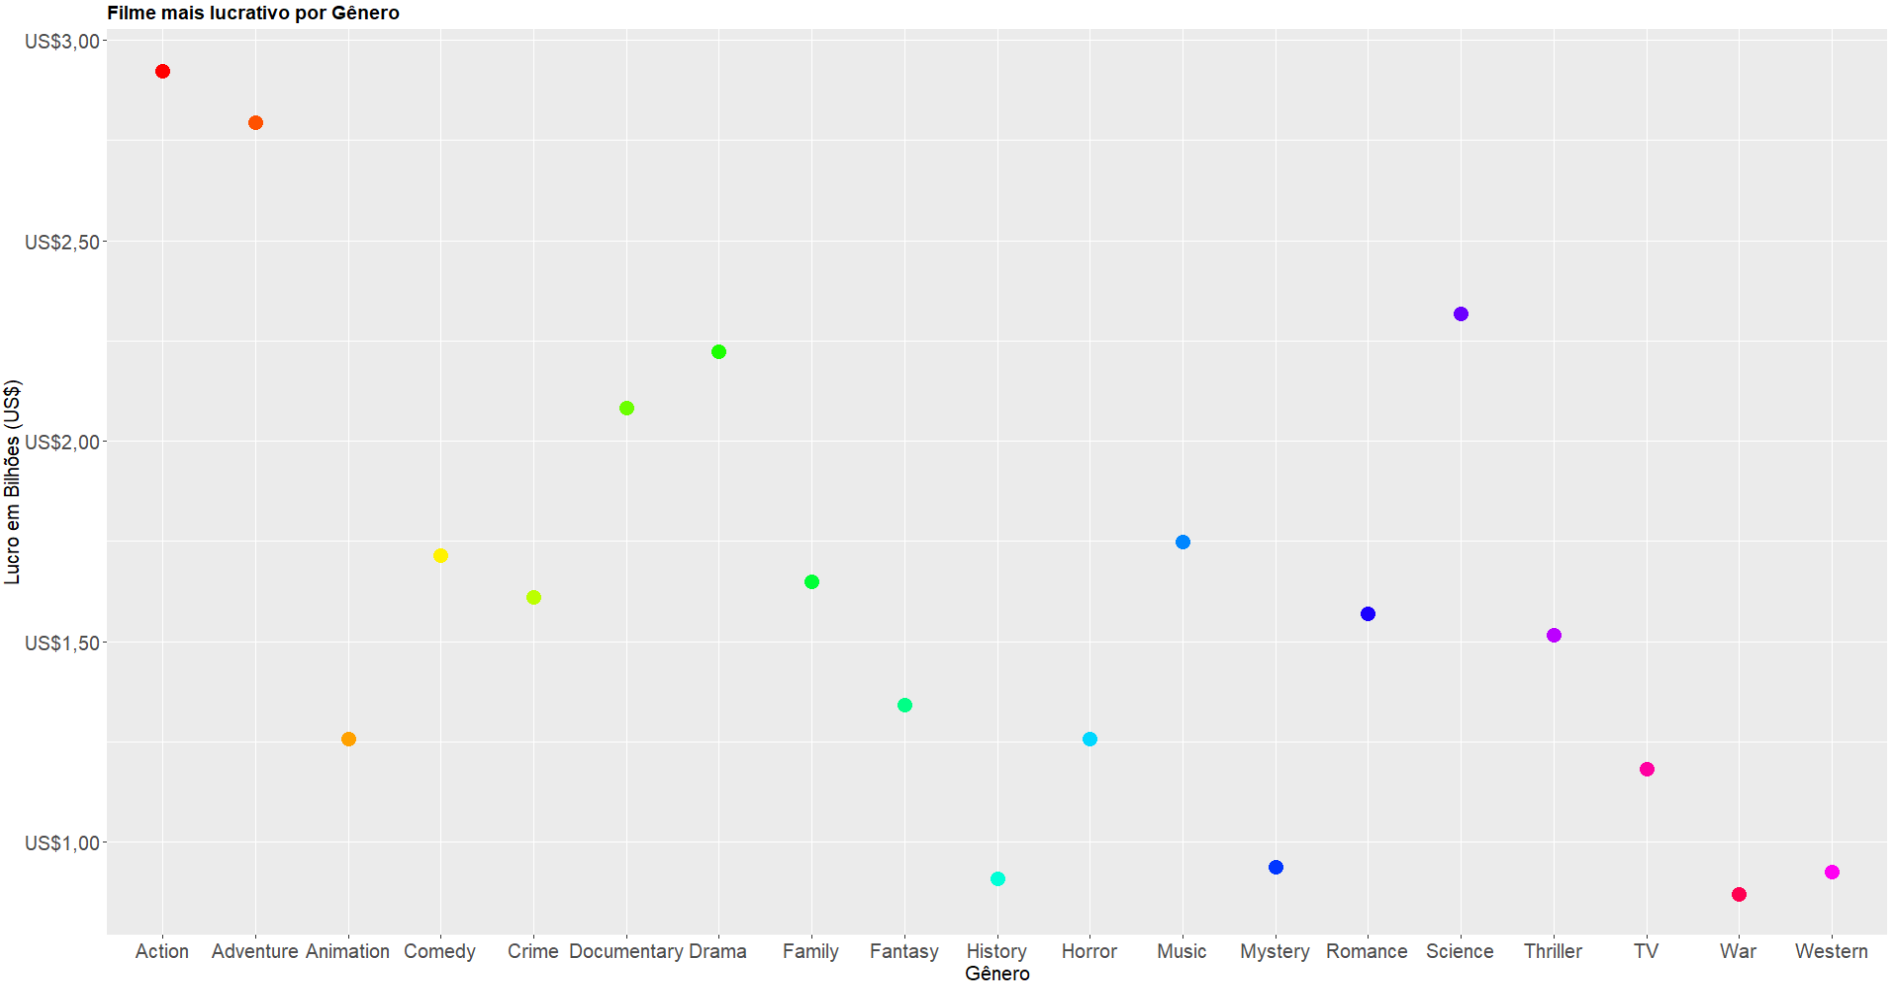 Filme mais lucrativo por Gênero
Lucro em Bilhões (US$)
US$3,00
US$2,50
US$2,00
US$1,50
US$1,00
Action Adventure Animation Comedy Crime Documentary Drama Family Fantasy History Horror Music Mystery Romance Science Thriller TV War Western
Gênero